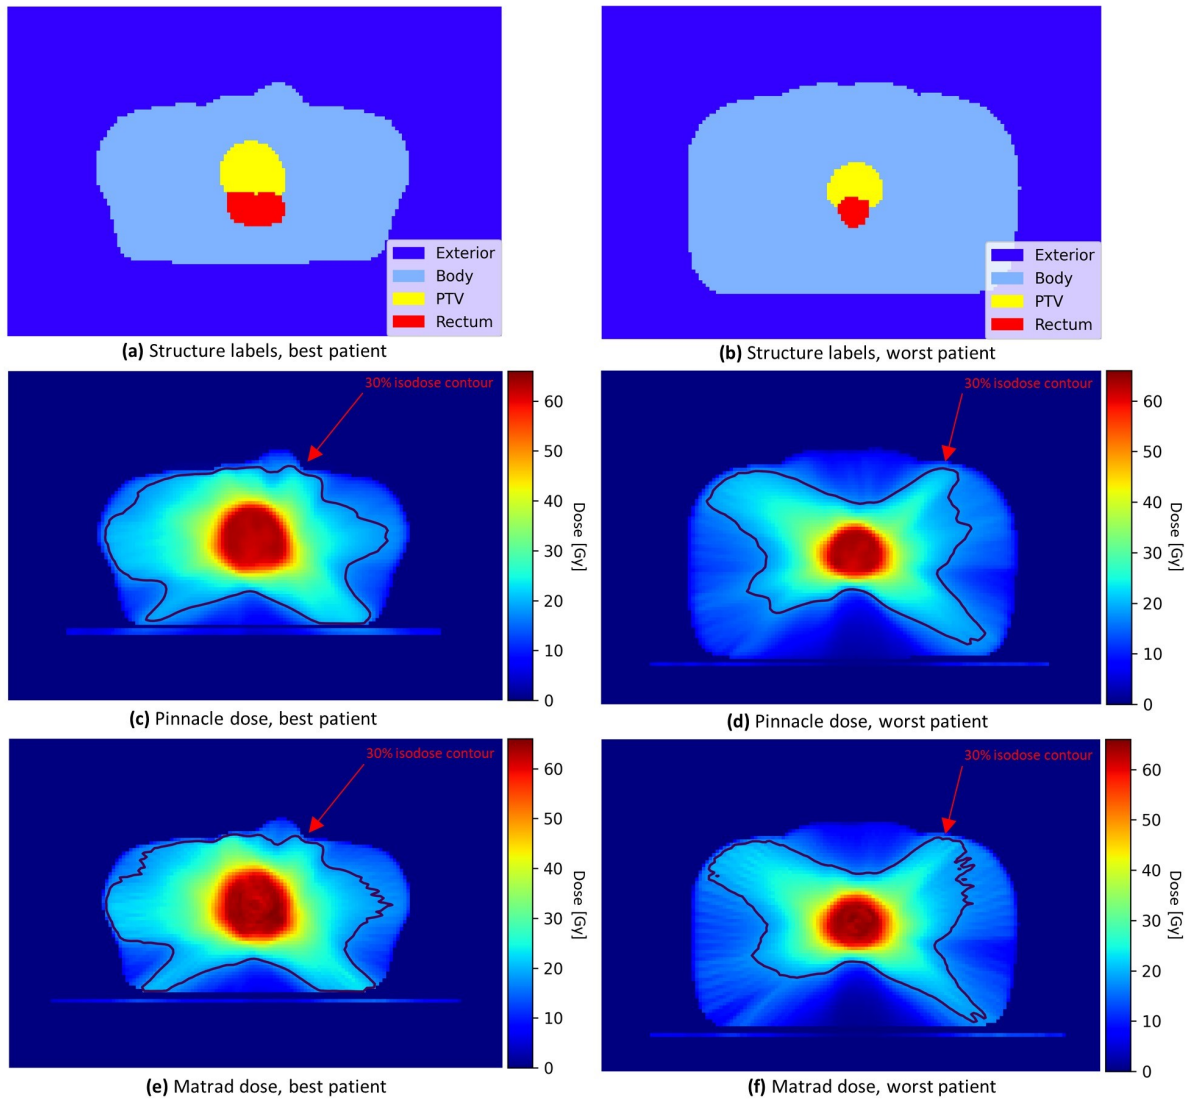 Exterior
Body
PTV
Rectum
Exterior
Body
PTV
Rectum
(a) Structure labels, best patient
(b) Structure labels, worst patient
30% isodose contour
60
50
40
30
20
10
0
Dose [Gy]
30% isodose contour
60
50
40
30
20
10
0
Dose [Gy]
(c) Pinnacle dose, best patient
(d) Pinnacle dose, worst patient
30% isodose contour
60
50
40
30
20
10
0
Dose [Gy]
30% isodose contour
60
50
40
30
20
10
0
Dose [Gy]
(e) Matrad dose, best patient
(f) Matrad dose, worst patient